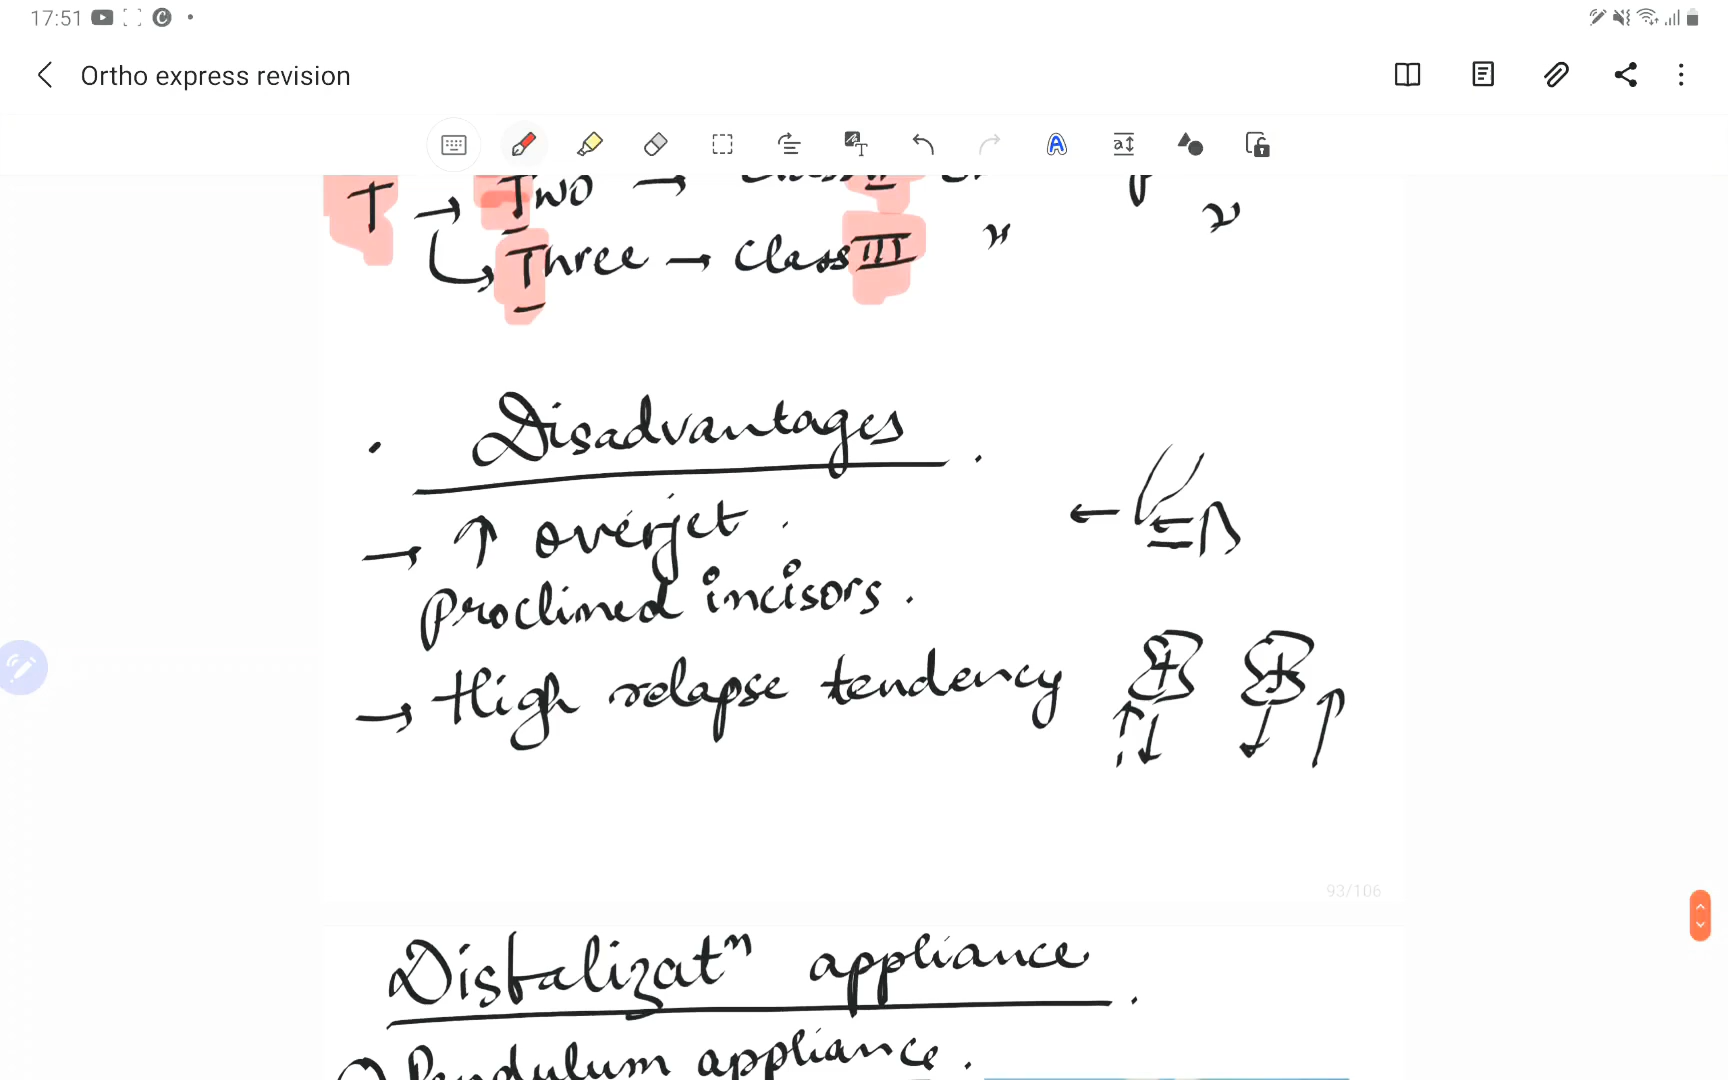 17:51
Ortho express revision
T → Two →
Three → Class III "
Disadvantages
→ ↑ overjet.
proclined incisors.
→ High relapse tendency
93/106
Distalizatⁿ appliance
Pendulum appliance.